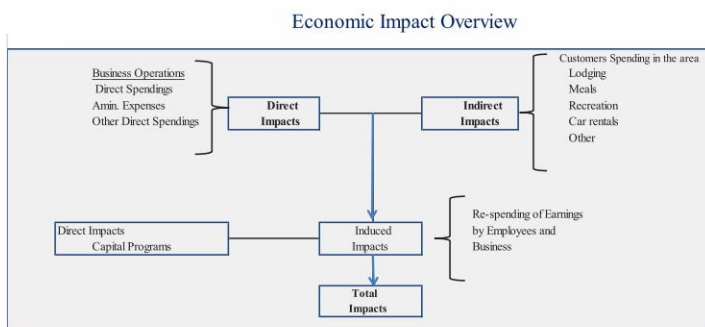 Economic Impact Overview
Business Operations
Direct Spendings
Amin. Expenses
Other Direct Spendings
Direct
Impacts
Indirect
Impacts
Customers Spending in the area
Lodging
Meals
Recreation
Car rentals
Other
Direct Impacts
Capital Programs
Induced
Impacts
Re-spending of Earnings
by Employees and
Business
Total
Impacts